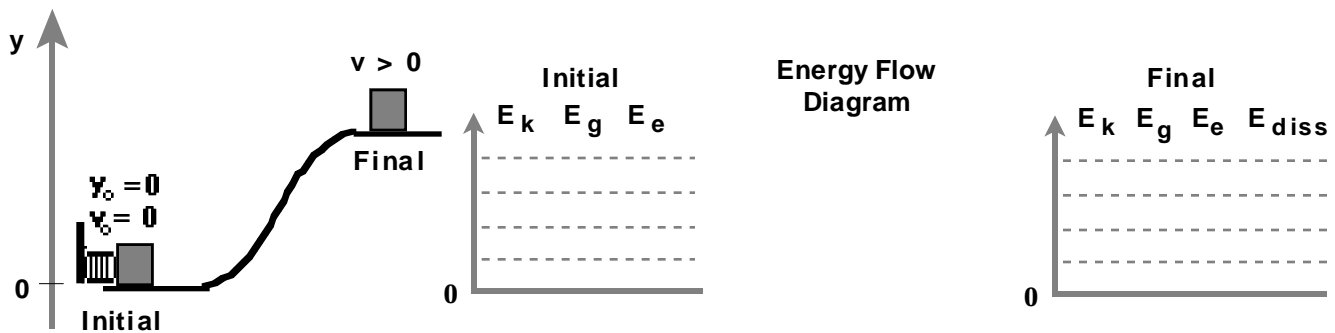 y
v > 0
Final
y₀ = 0
v₀ = 0
0
Initial
Initial
E k E g E e
0
Energy Flow
Diagram
Final
E k E g E e E diss
0